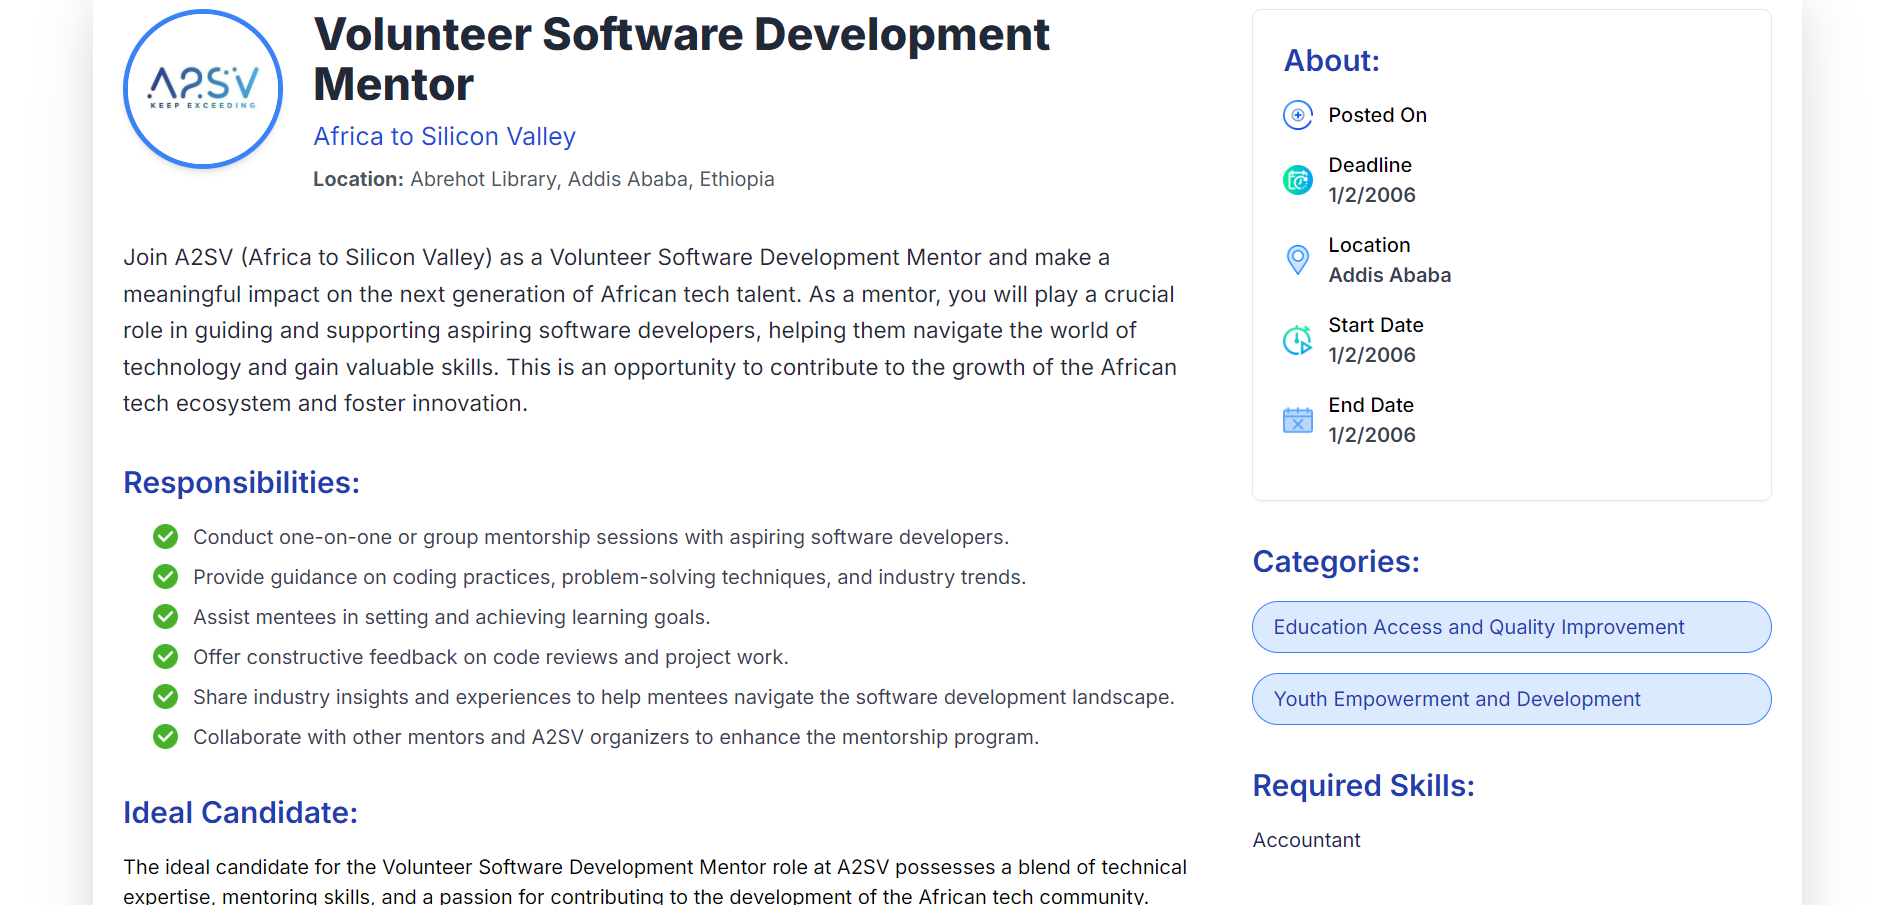 A2SV
KEEP EXCEEDING
Volunteer Software Development
Mentor
Africa to Silicon Valley
Location: Abrehot Library, Addis Ababa, Ethiopia
Join A2SV (Africa to Silicon Valley) as a Volunteer Software Development Mentor and make a
meaningful impact on the next generation of African tech talent. As a mentor, you will play a crucial
role in guiding and supporting aspiring software developers, helping them navigate the world of
technology and gain valuable skills. This is an opportunity to contribute to the growth of the African
tech ecosystem and foster innovation.
Responsibilities:
Conduct one-on-one or group mentorship sessions with aspiring software developers.
Provide guidance on coding practices, problem-solving techniques, and industry trends.
Assist mentees in setting and achieving learning goals.
Offer constructive feedback on code reviews and project work.
Share industry insights and experiences to help mentees navigate the software development landscape.
Collaborate with other mentors and A2SV organizers to enhance the mentorship program.
Ideal Candidate:
The ideal candidate for the Volunteer Software Development Mentor role at A2SV possesses a blend of technical
expertise, mentoring skills, and a passion for contributing to the development of the African tech community.
About:
Posted On
Deadline
1/2/2006
Location
Addis Ababa
Start Date
1/2/2006
End Date
1/2/2006
Categories:
Education Access and Quality Improvement
Youth Empowerment and Development
Required Skills:
Accountant